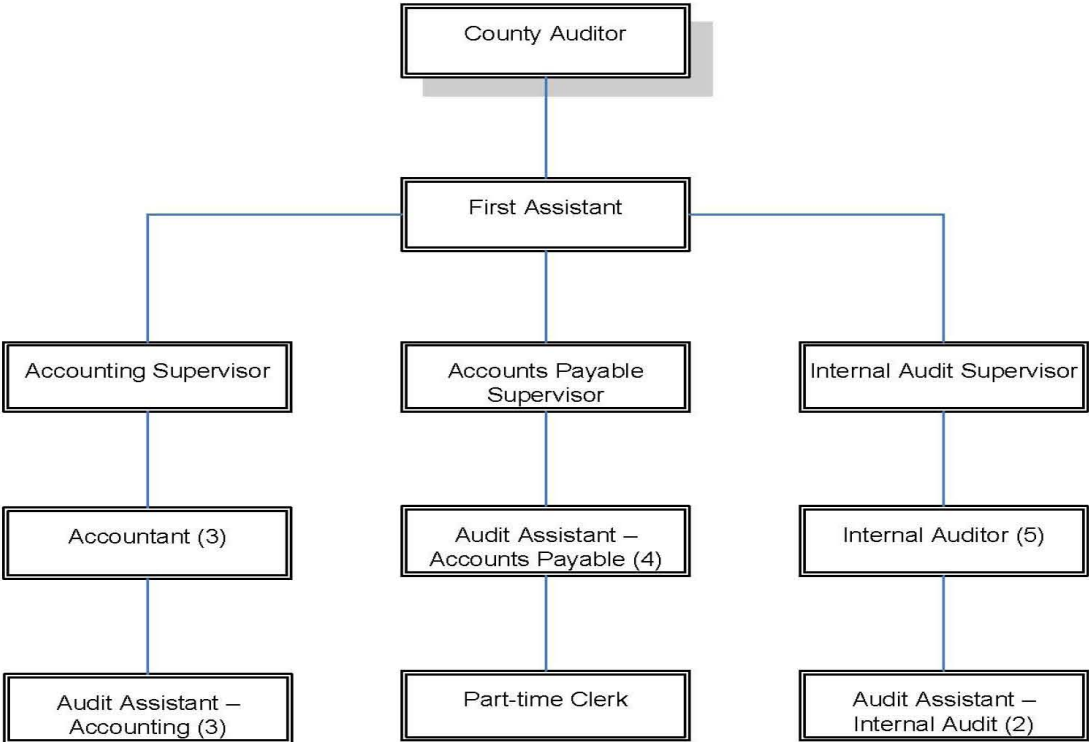 County Auditor
First Assistant
Accounting Supervisor
Accounts Payable
Supervisor
Internal Audit Supervisor
Accountant (3)
Audit Assistant –
Accounts Payable (4)
Internal Auditor (5)
Audit Assistant –
Accounting (3)
Part-time Clerk
Audit Assistant –
Internal Audit (2)